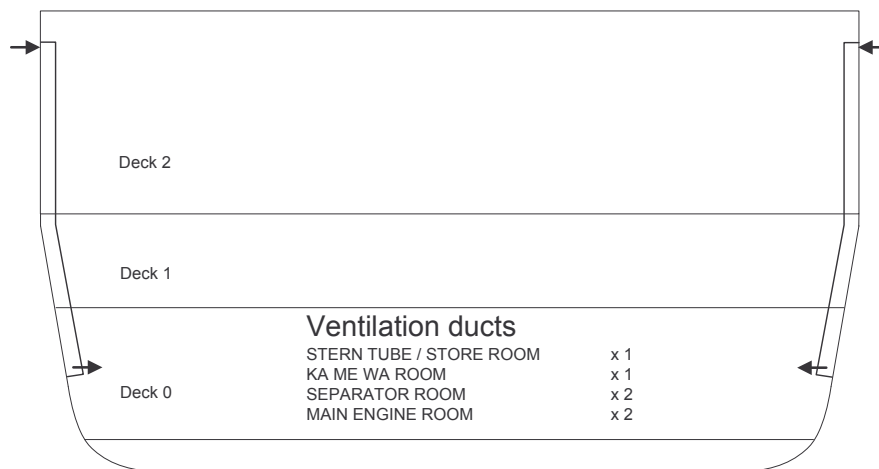 Deck 2
Deck 1
Ventilation ducts
STERN TUBE / STORE ROOM x 1
KA ME WA ROOM x 1
SEPARATOR ROOM x 2
MAIN ENGINE ROOM x 2
Deck 0